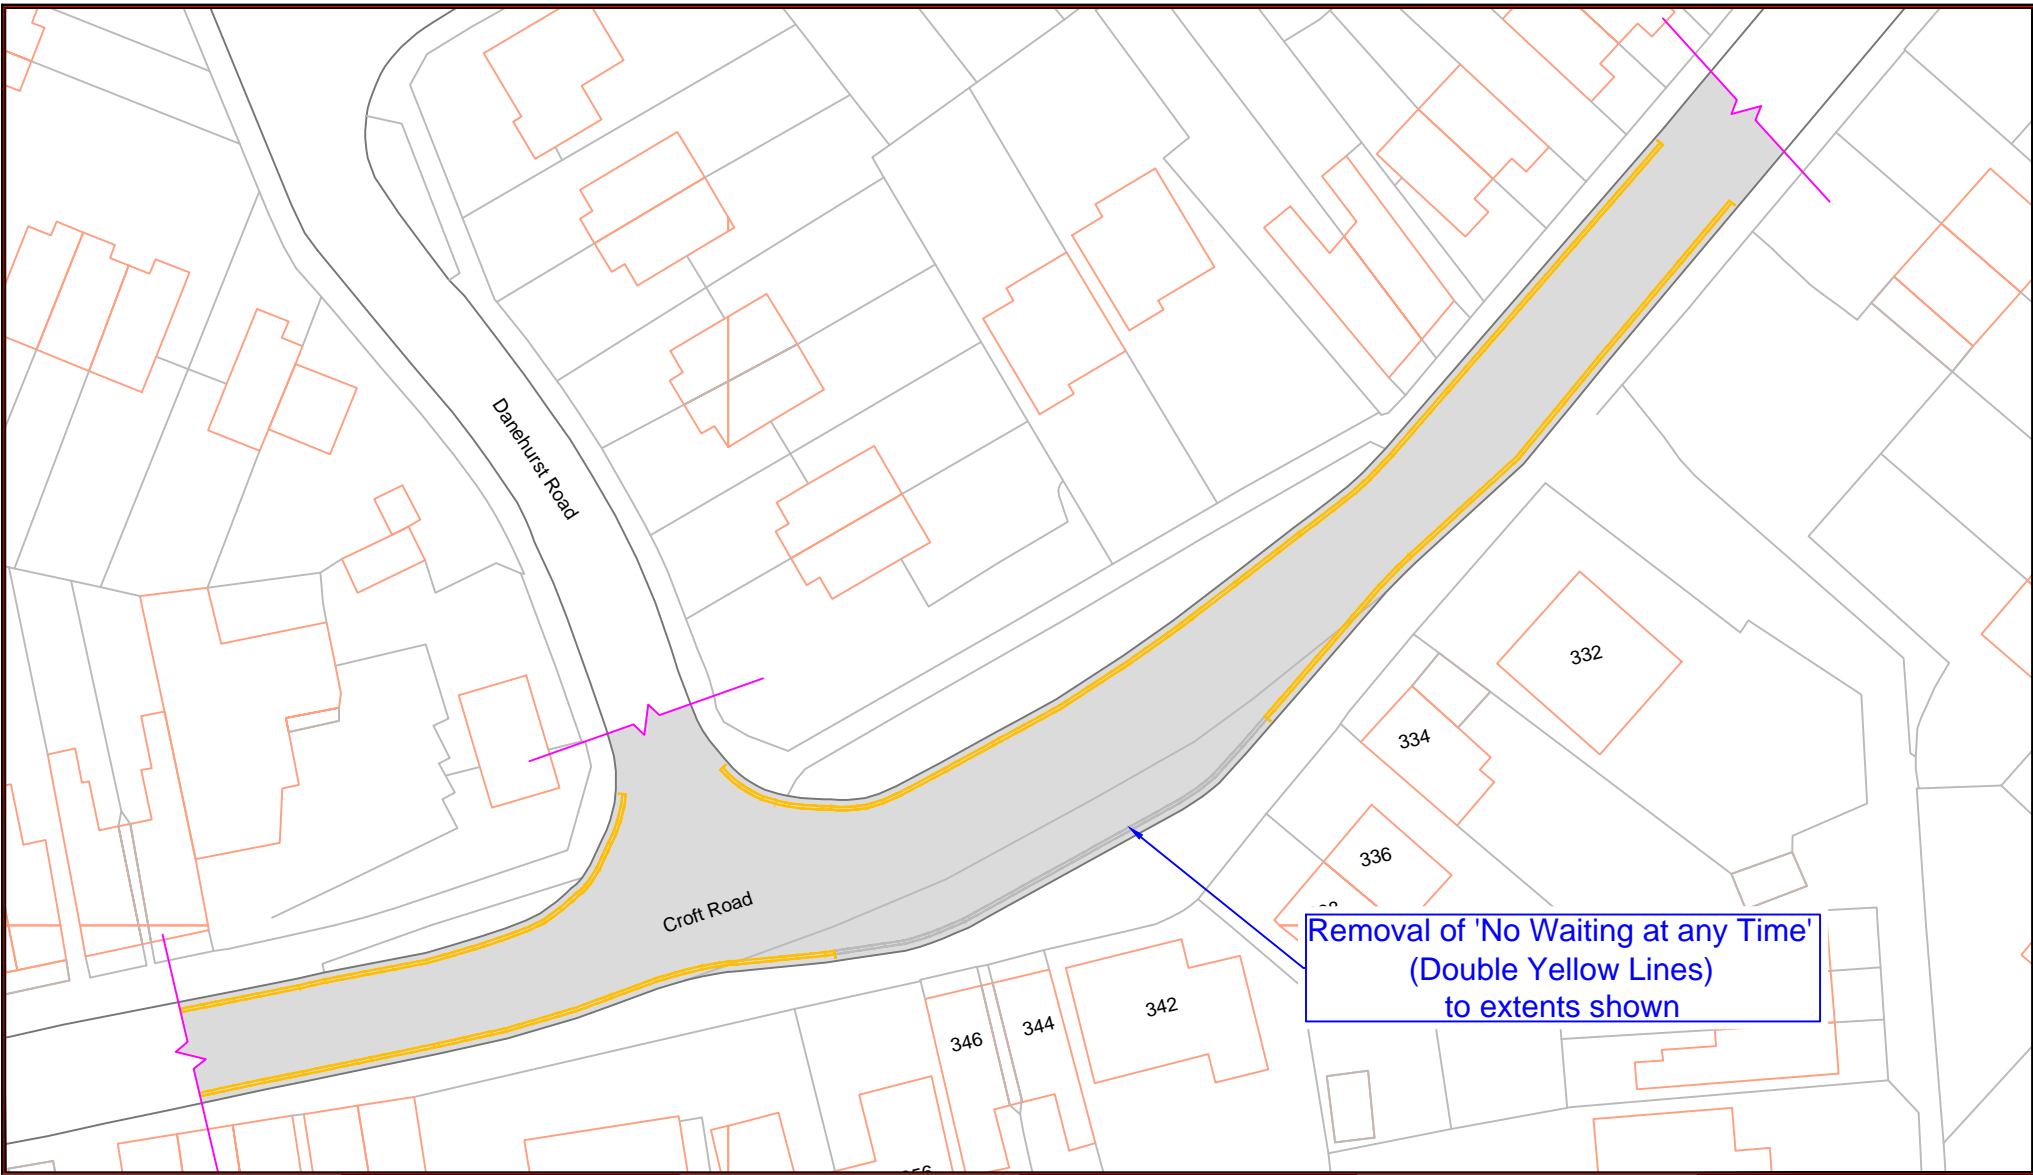 Danehurst Road
332
334
336
Croft Road
Removal of 'No Waiting at any Time'
(Double Yellow Lines)
to extents shown
342
344
346